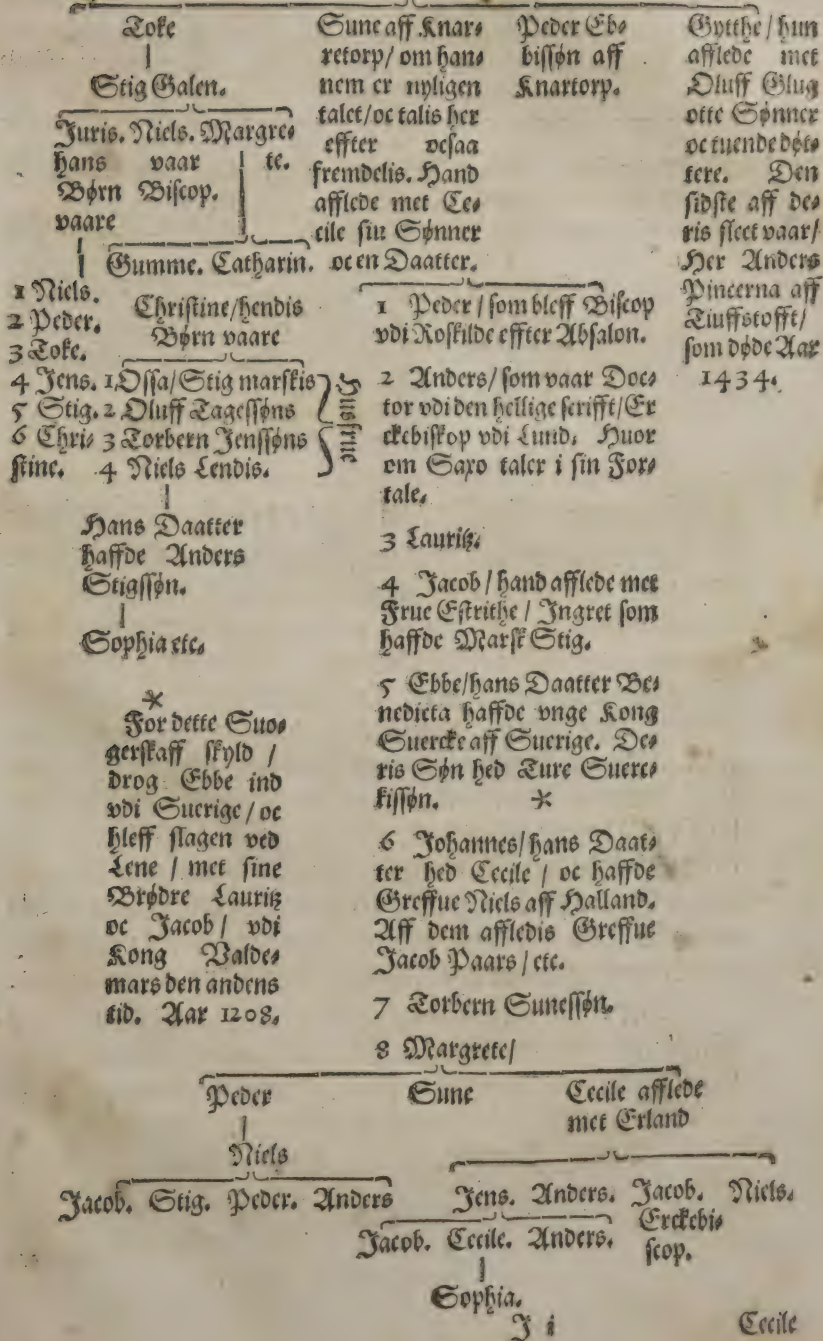 Toke
Stig Galen.
Juris. Niels. Margre⸗
hans vaar te.
Børn Biscop.
vaare
Gumme. Catharin.
1 Niels.
2 Peder.
3 Toke.
4 Jens.
5 Stig.
6 Chri⸗
stine.
Christine/hendis
Børn vaare
1. Ossa/Stig marskis
2 Oluff Tagessøns
3 Torbern Jenssøns
4 Niels Lendis.
Hustrue
Hans Daatter
haffde Anders
Stigssøn.
Sophia etc.
*
For dette Suo⸗
gerskaff skyld /
drog Ebbe ind
vdi Suerige / oc
bleff slagen ved
Lene / met sine
Brødre Lauritz
oc Jacob / vdi
Kong Valde⸗
mars den andens
tid. Aar 1208.
Sune aff Knar⸗
retorp/ om han⸗
nem er nyligen
talet/oc talis her
effter ocsaa
fremdelis. Hand
afflede met Ce⸗
cile siu Sønner
oc en Daatter.
1 Peder / som bleff Biscop
vdi Roskilde effter Absalon.
2 Anders/ som vaar Doc⸗
tor vdi den hellige scrifft/Er
ckebiskop vdi Lund. Huor
om Saxo taler i sin For⸗
tale.
3 Lauritz.
4 Jacob / hand afflede met
Frue Estrithe / Ingret som
haffde Marsk Stig.
5 Ebbe/hans Daatter Be⸗
nedicta haffde vnge Kong
Suercke aff Suerige. De⸗
ris Søn hed Ture Suerc⸗
kissøn. *
6 Johannes/hans Daat⸗
ter hed Cecile / oc haffde
Greffue Niels aff Halland.
Aff dem affledis Greffue
Jacob Paars / etc.
7 Torbern Sunessøn.
8 Margrete/
Peder Eb⸗
bissøn aff
Knartorp.
Gytthe / hun
afflede met
Oluff Glug
otte Sønner
oc tuende døt⸗
tere. Den
sidste aff de⸗
ris slect vaar/
Her Anders
Pincerna aff
Tiuffstofft/
som døde Aar
1434.
Peder Sune Cecile afflede
met Erland
Niels
Jacob. Stig. Peder. Anders
Jens. Anders. Jacob. Niels.
Erckebi⸗
scop.
Jacob. Cecile. Anders.
Sophia.
J i Cecile